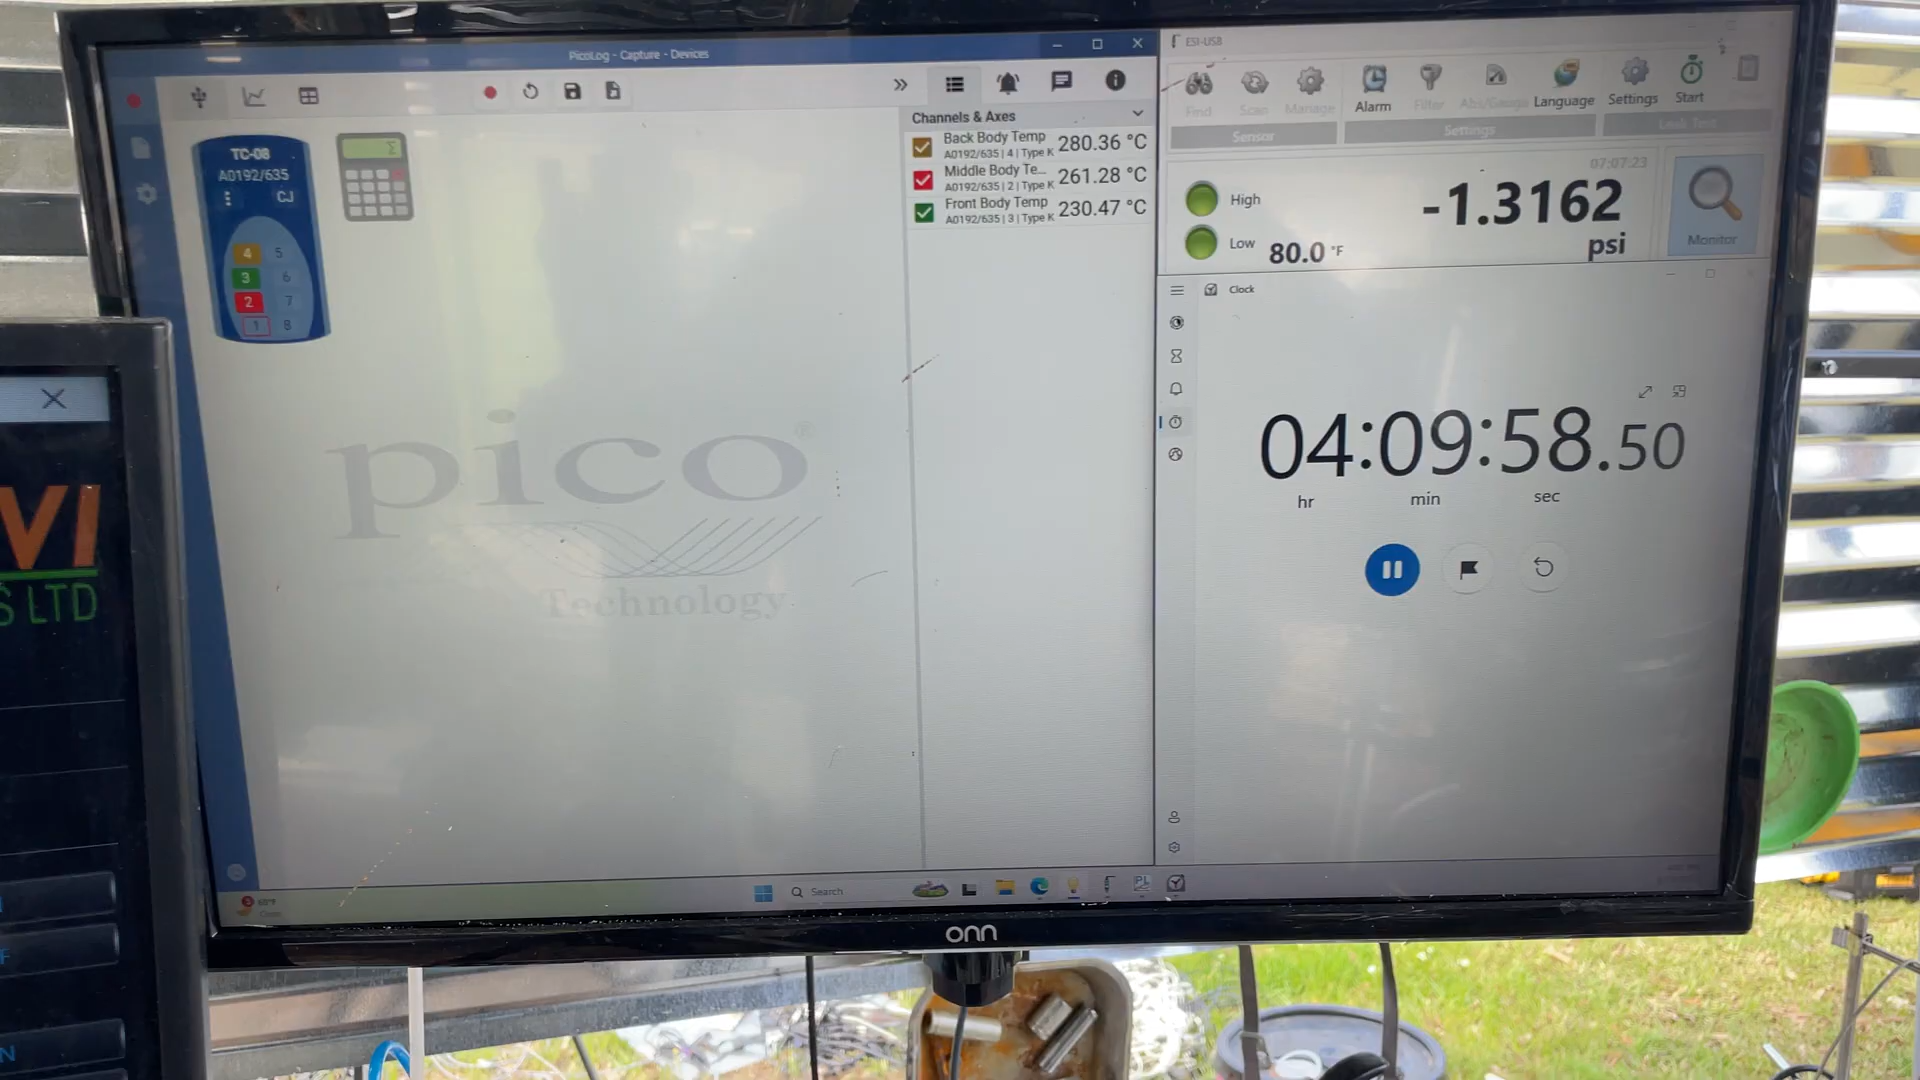 PicoLog - Capture - Devices
TC-08
A0192/635
CJ
4 5
3 6
2 7
1 8
Channels & Axes
Back Body Temp 280.36 °C
A0192/635 | 4 | Type K
Middle Body Te... 261.28 °C
A0192/635 | 2 | Type K
Front Body Temp 230.47 °C
A0192/635 | 3 | Type K
pico®
Technology
ESI-USB
Find Scan Manage Alarm Filter Abs/Gauge Language Settings Start
Sensor Settings Leak Test
07:07:23
High
-1.3162
psi
Low 80.0 °F
Monitor
Clock
04:09:58.50
hr min sec
Search
onn
VI
S LTD